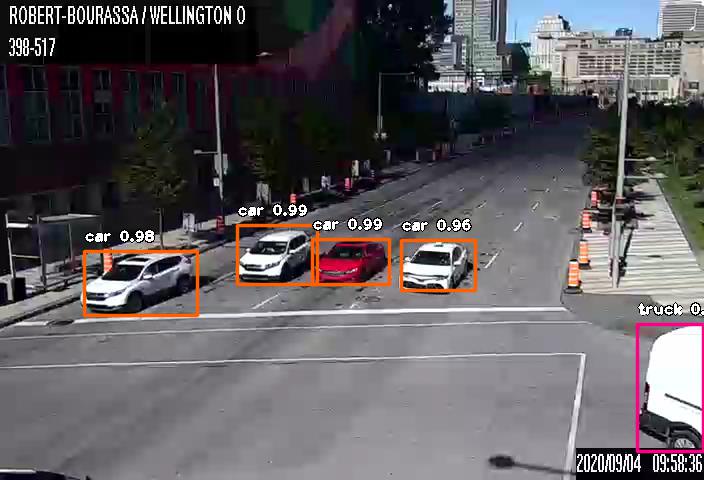 ROBERT-BOURASSA / WELLINGTON O
398-517
car 0.98
car 0.99
car 0.99
car 0.96
truck 0.
2020/09/04 09:58:36